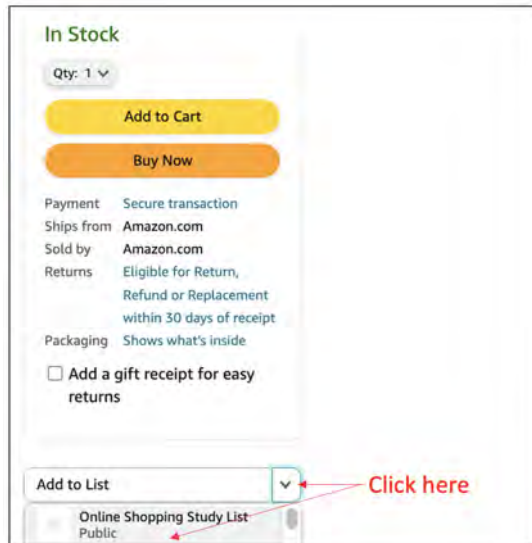 In Stock
Qty: 1
Add to Cart
Buy Now
Payment Secure transaction
Ships from Amazon.com
Sold by Amazon.com
Returns Eligible for Return,
Refund or Replacement
within 30 days of receipt
Packaging Shows what's inside
Add a gift receipt for easy
returns
Add to List
Click here
Online Shopping Study List
Public